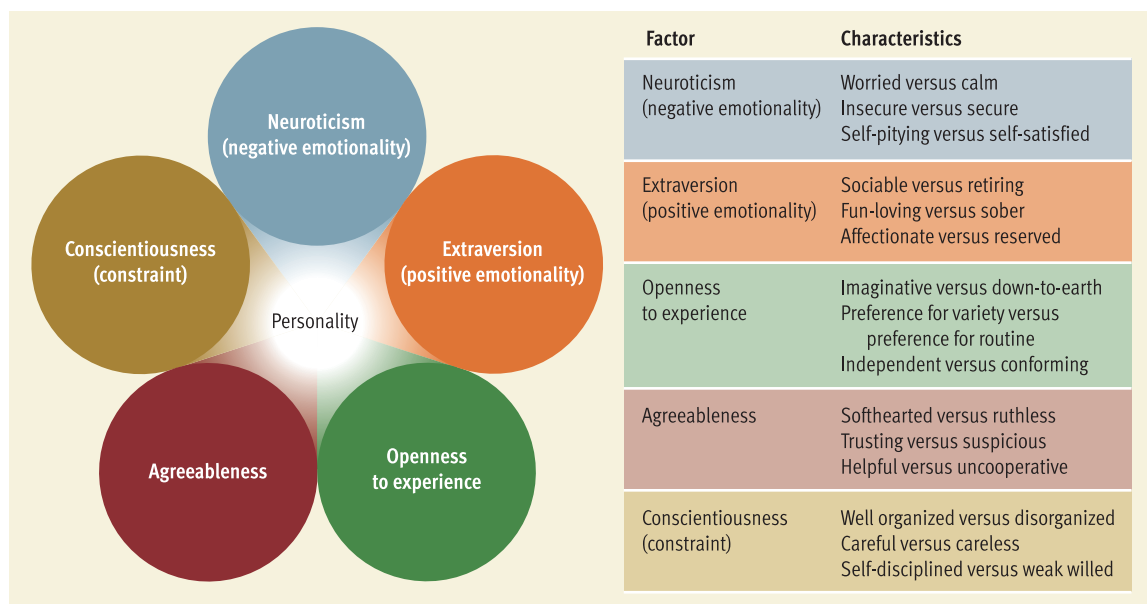 Neuroticism
(negative emotionality)
Conscientiousness
(constraint)
Extraversion
(positive emotionality)
Personality
Agreeableness
Openness
to experience
Factor Characteristics
Neuroticism Worried versus calm
(negative emotionality) Insecure versus secure
Self-pitying versus self-satisfied
Extraversion Sociable versus retiring
(positive emotionality) Fun-loving versus sober
Affectionate versus reserved
Openness Imaginative versus down-to-earth
to experience Preference for variety versus
preference for routine
Independent versus conforming
Agreeableness Softhearted versus ruthless
Trusting versus suspicious
Helpful versus uncooperative
Conscientiousness Well organized versus disorganized
(constraint) Careful versus careless
Self-disciplined versus weak willed